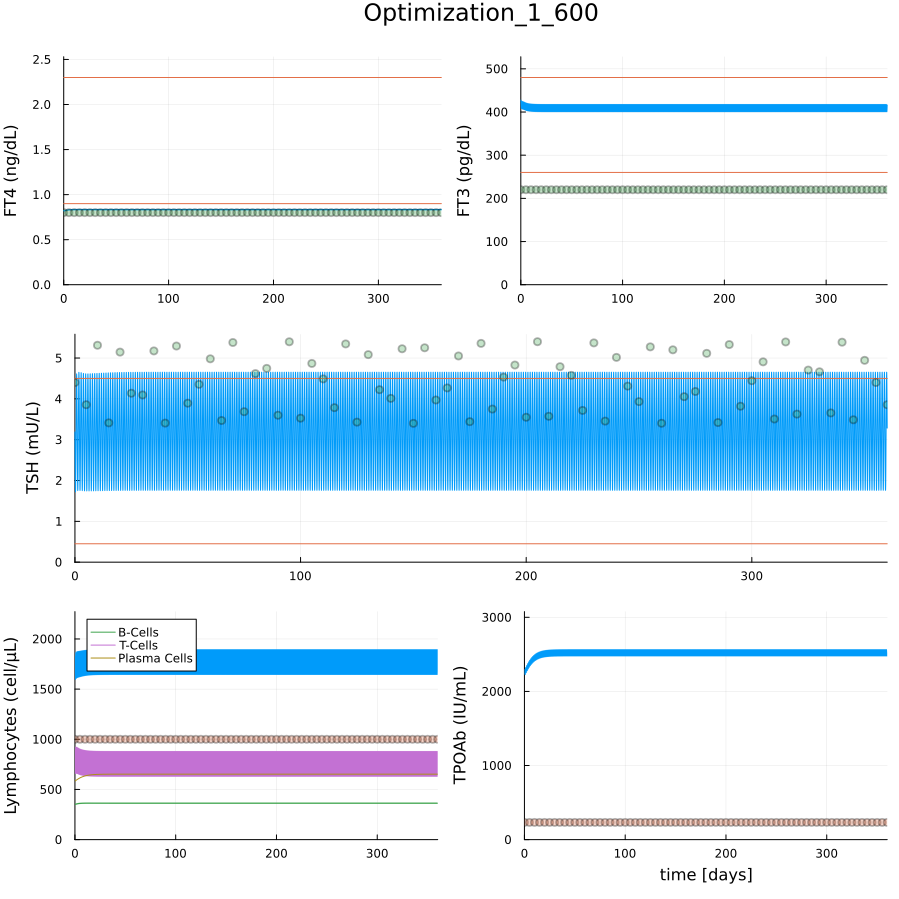 Optimization_1_600
FT4 (ng/dL)
2.5
2.0
1.5
1.0
0.5
0.0
0 100 200 300
FT3 (pg/dL)
500
400
300
200
100
0
0 100 200 300
TSH (mU/L)
5
4
3
2
1
0
0 100 200 300
Lymphocytes (cell/μL)
2000
1500
1000
500
0
B-Cells
T-Cells
Plasma Cells
0 100 200 300
TPOAb (IU/mL)
3000
2000
1000
0
0 100 200 300
time [days]